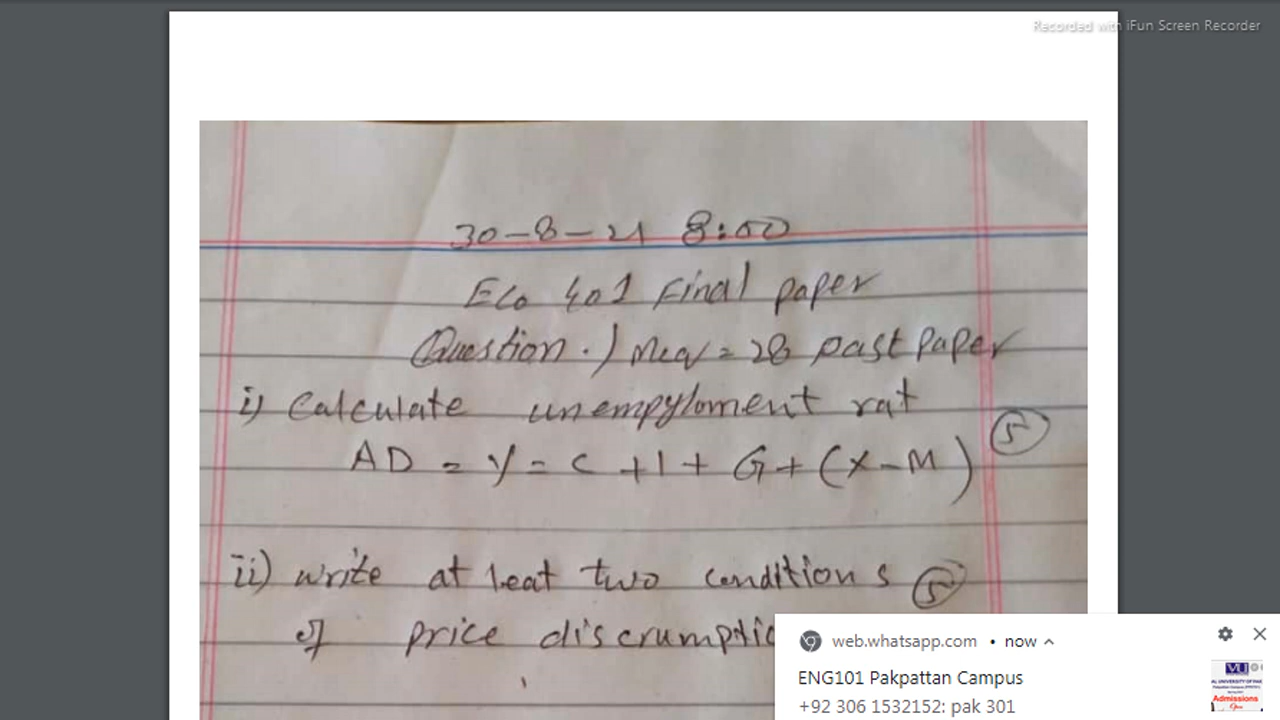 Recorded with iFun Screen Recorder
30-8-21 8:00
Eco 401 Final paper
Question.) Mcq = 28 past paper
i) Calculate unempyloment rat
AD = Y = C + I + G + (X-M) 5
ii) write at leat two conditions 5
of price discrumptio
web.whatsapp.com • now
ENG101 Pakpattan Campus
+92 306 1532152: pak 301
VU
Admissions